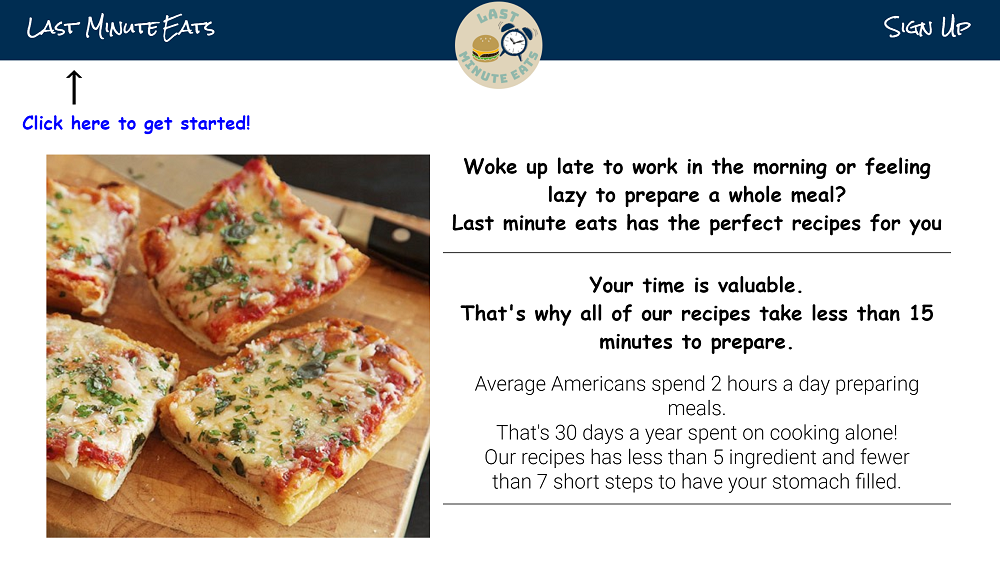 Last Minute Eats
LAST
MINUTE EATS
Sign Up
Click here to get started!
Woke up late to work in the morning or feeling
lazy to prepare a whole meal?
Last minute eats has the perfect recipes for you
Your time is valuable.
That's why all of our recipes take less than 15
minutes to prepare.
Average Americans spend 2 hours a day preparing
meals.
That's 30 days a year spent on cooking alone!
Our recipes has less than 5 ingredient and fewer
than 7 short steps to have your stomach filled.